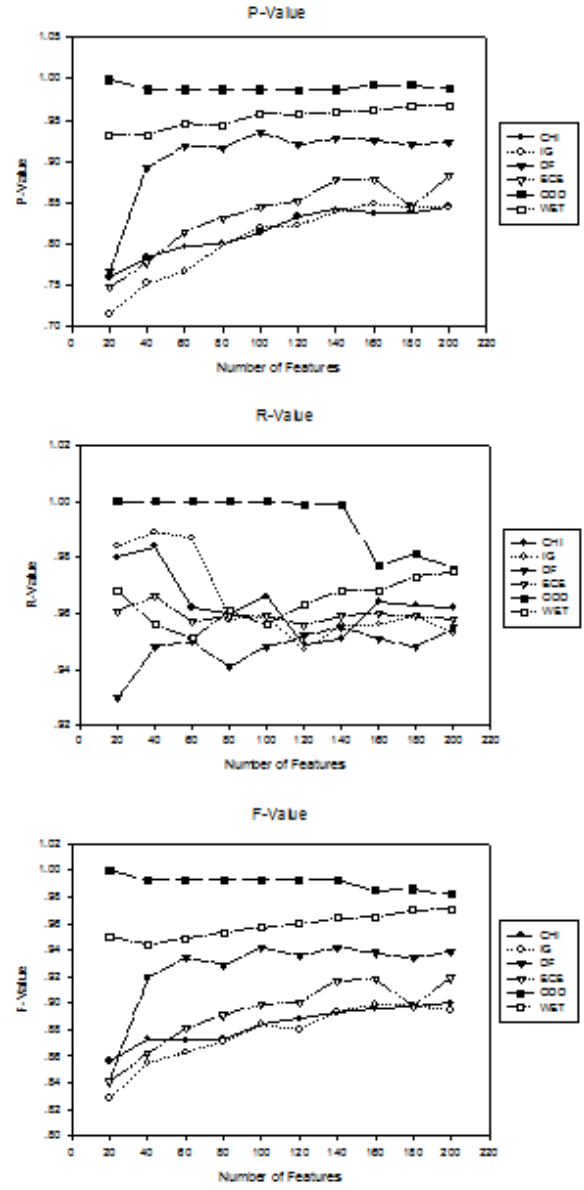 P-Value
1.05
1.00
.95
.90
.85
.80
.75
.70
P-Value
0 20 40 60 80 100 120 140 160 180 200 220
Number of Features
CHI
IG
DF
ECE
ODD
WET
R-Value
1.02
1.00
.98
.96
.94
.92
R-Value
0 20 40 60 80 100 120 140 160 180 200 220
Number of Features
CHI
IG
DF
ECE
ODD
WET
F-Value
1.02
1.00
.98
.96
.94
.92
.90
.88
.86
.84
.82
.80
F-Value
0 20 40 60 80 100 120 140 160 180 200 220
Number of Features
CHI
IG
DF
ECE
ODD
WET